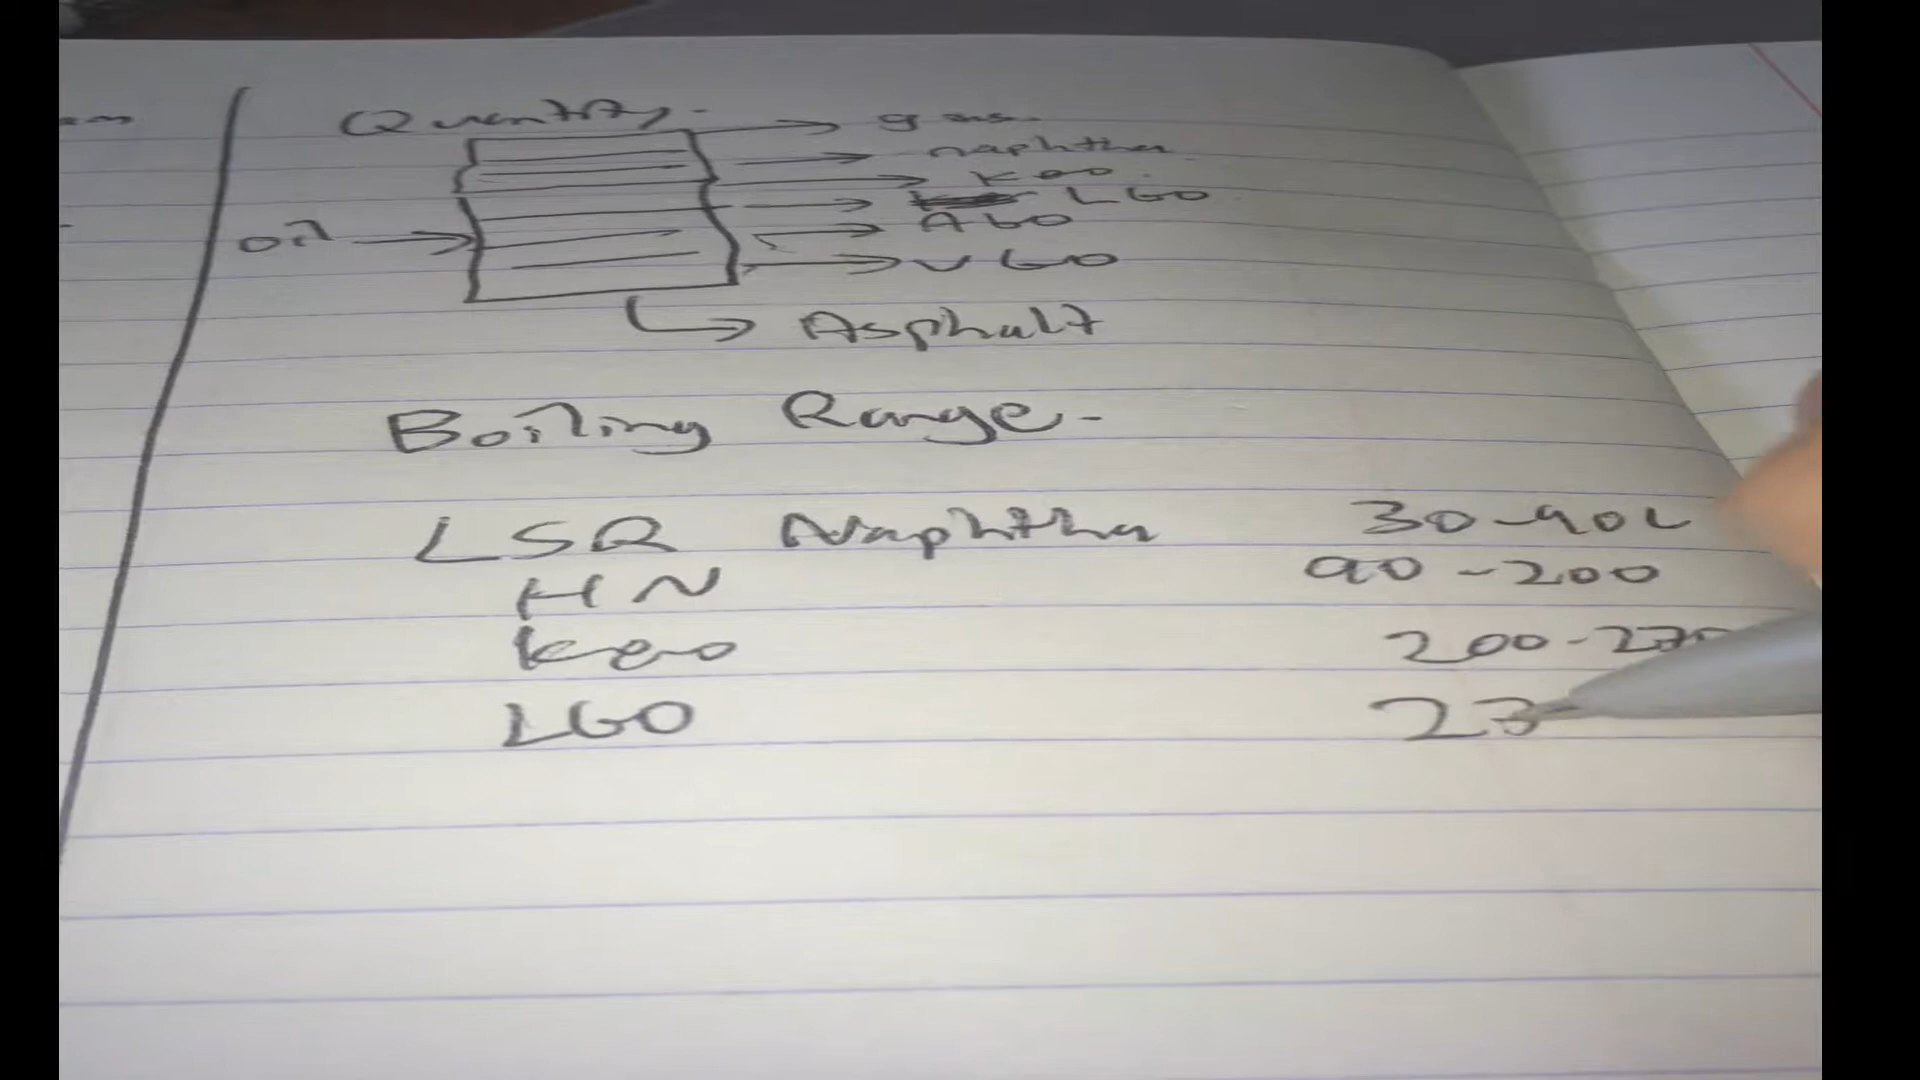 Quantity.
gas.
naphtha
keo.
LGO
oil
AGO
VGO
Asphalt
Boiling Range.
LSR Naphtha 30-90c
HN 90-200
keo 200-270
LGO 27